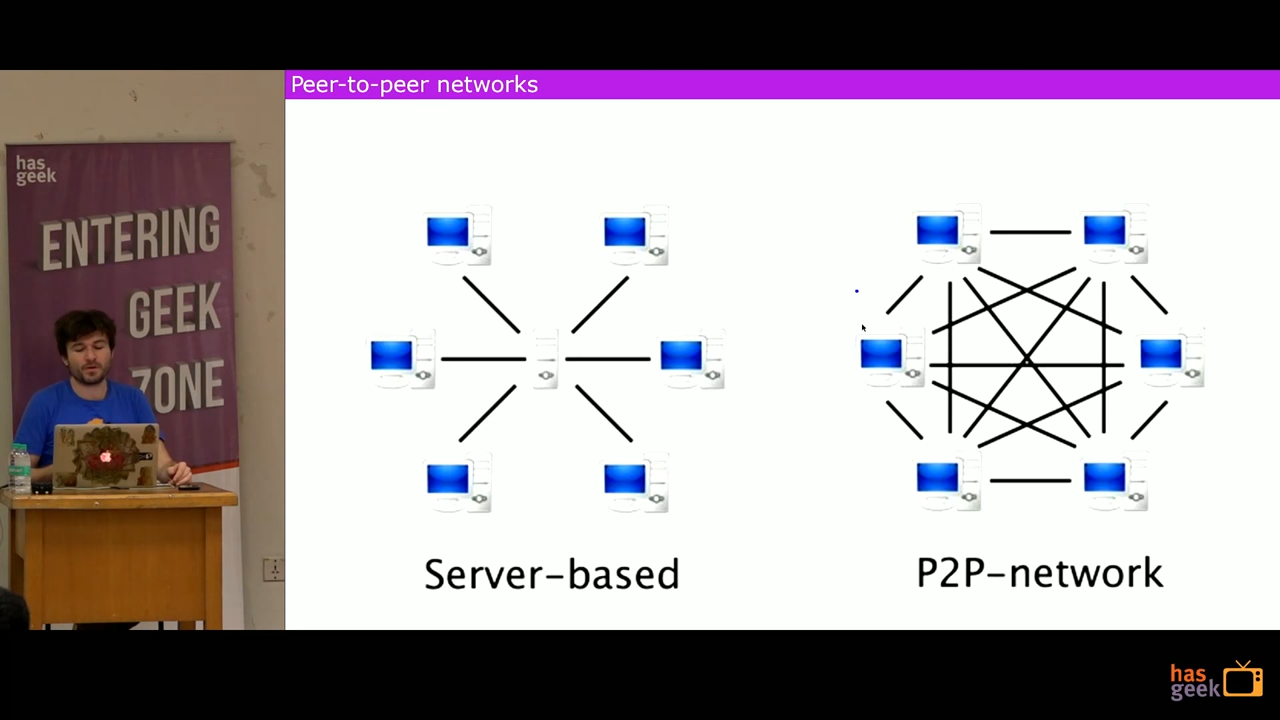 Peer-to-peer networks
has
geek
ENTERING
GEEK
ZONE
Server-based
P2P-network
has
geek